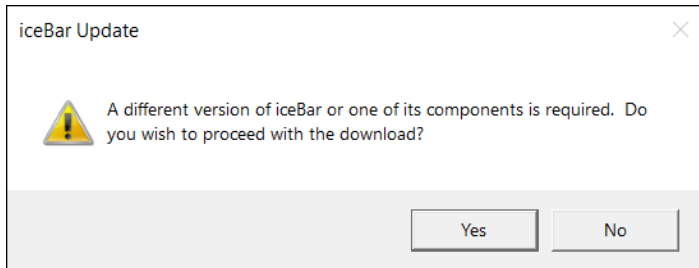 iceBar Update
A different version of iceBar or one of its components is required.  Do
you wish to proceed with the download?
Yes
No